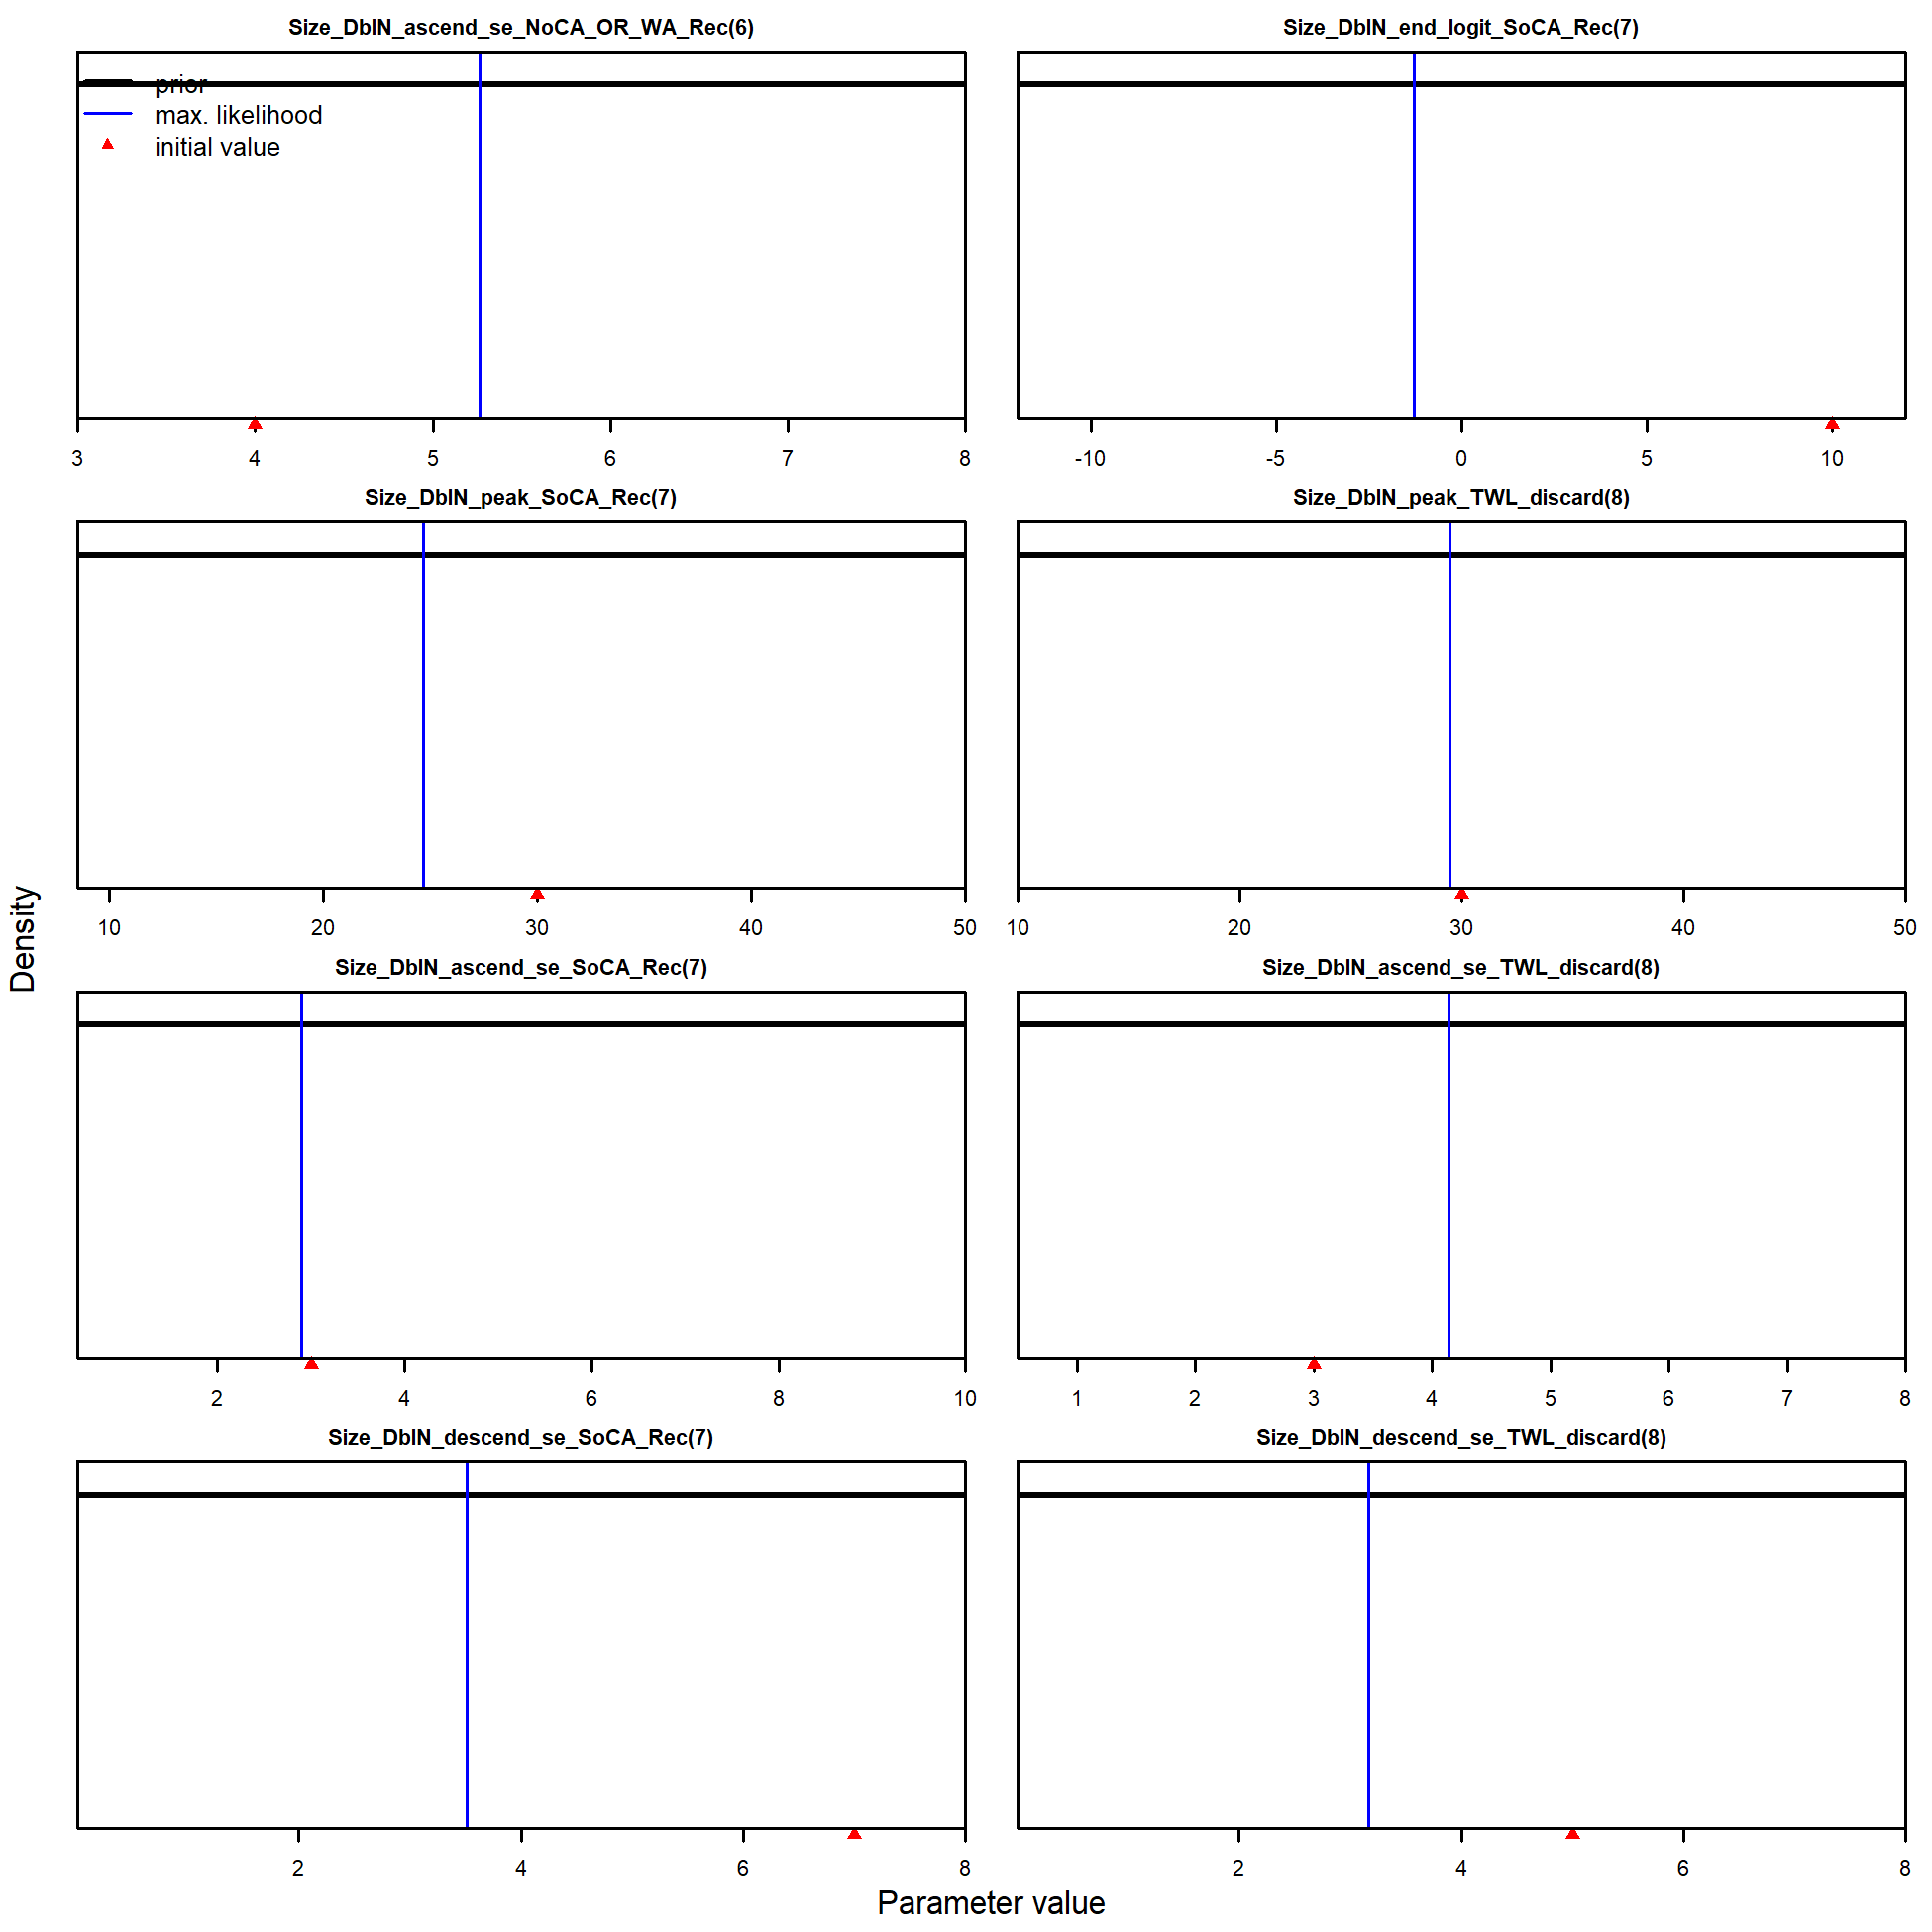 Size_DblN_ascend_se_NoCA_OR_WA_Rec(6)
prior
max. likelihood
initial value
3 4 5 6 7 8
Size_DblN_end_logit_SoCA_Rec(7)
-10 -5 0 5 10
Size_DblN_peak_SoCA_Rec(7)
10 20 30 40 50
Size_DblN_peak_TWL_discard(8)
10 20 30 40 50
Size_DblN_ascend_se_SoCA_Rec(7)
2 4 6 8 10
Size_DblN_ascend_se_TWL_discard(8)
1 2 3 4 5 6 7 8
Size_DblN_descend_se_SoCA_Rec(7)
2 4 6 8
Size_DblN_descend_se_TWL_discard(8)
2 4 6 8
Density
Parameter value